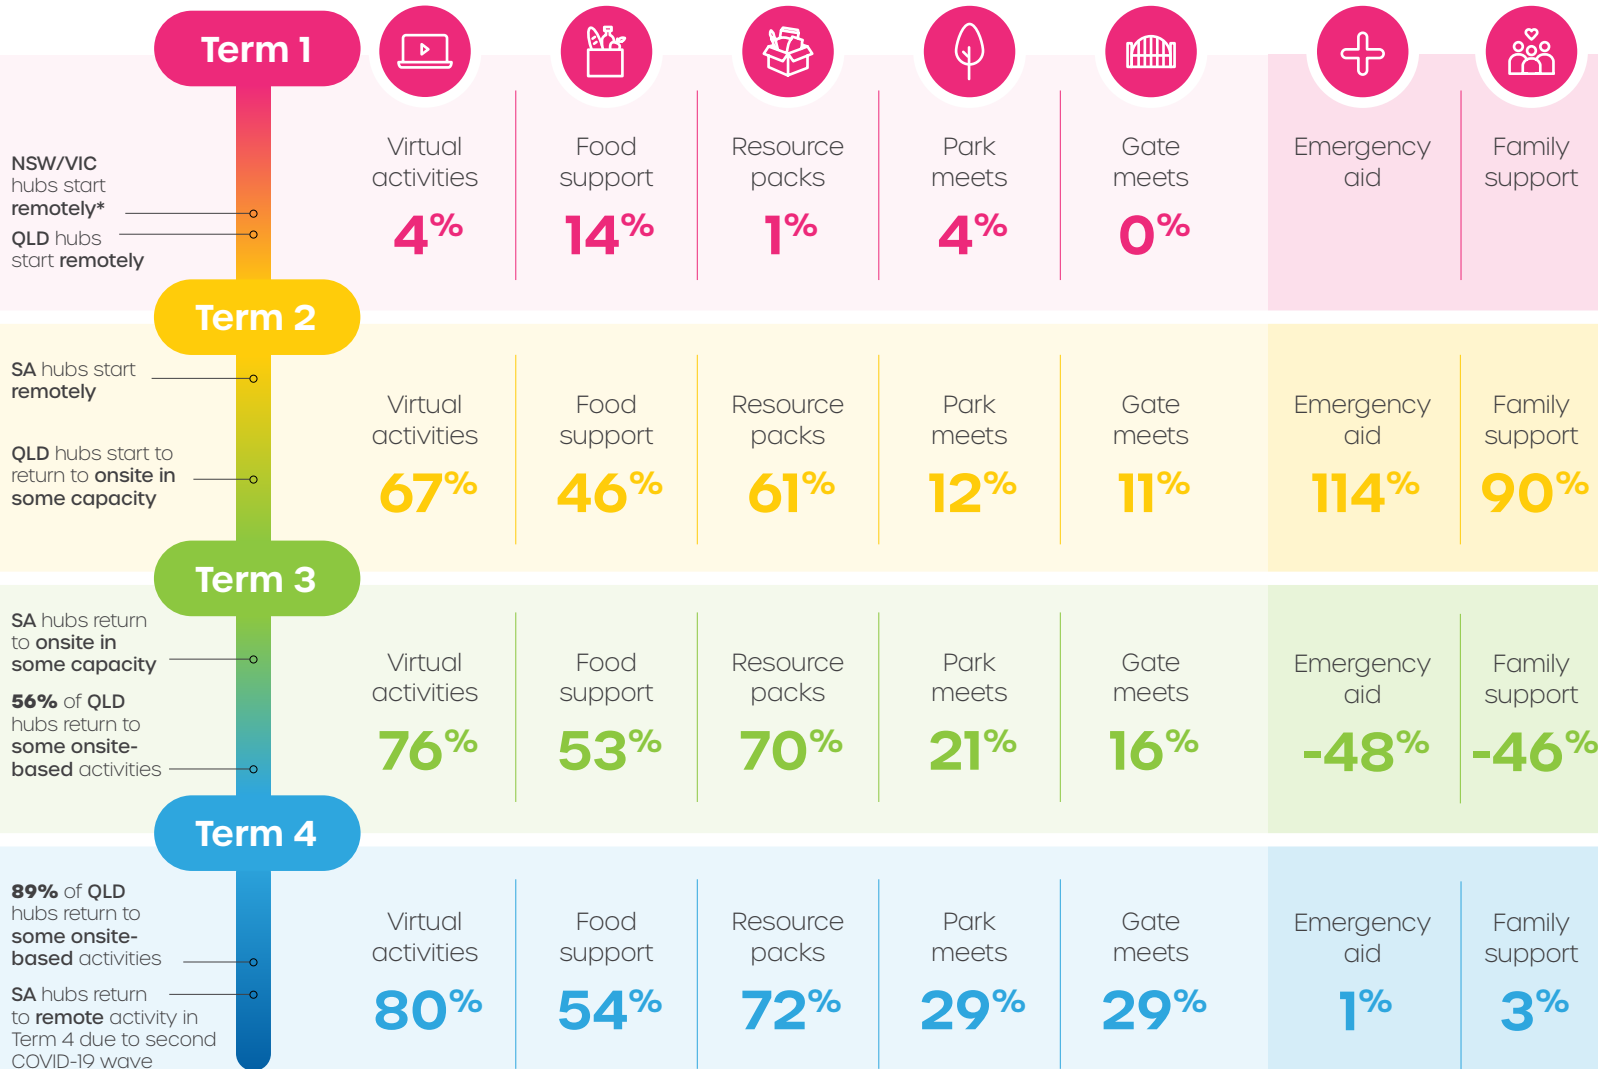 Term 1
NSW/VIC
hubs start
remotely*
QLD hubs
start remotely
Virtual
activities
4%
Food
support
14%
Resource
packs
1%
Park
meets
4%
Gate
meets
0%
Emergency
aid
Family
support
Term 2
SA hubs start
remotely
QLD hubs start to
return to onsite in
some capacity
Virtual
activities
67%
Food
support
46%
Resource
packs
61%
Park
meets
12%
Gate
meets
11%
Emergency
aid
114%
Family
support
90%
Term 3
SA hubs return
to onsite in
some capacity
56% of QLD
hubs return to
some onsite-
based activities
Virtual
activities
76%
Food
support
53%
Resource
packs
70%
Park
meets
21%
Gate
meets
16%
Emergency
aid
-48%
Family
support
-46%
Term 4
89% of QLD
hubs return to
some onsite-
based activities
SA hubs return
to remote activity in
Term 4 due to second
COVID-19 wave
Virtual
activities
80%
Food
support
54%
Resource
packs
72%
Park
meets
29%
Gate
meets
29%
Emergency
aid
1%
Family
support
3%